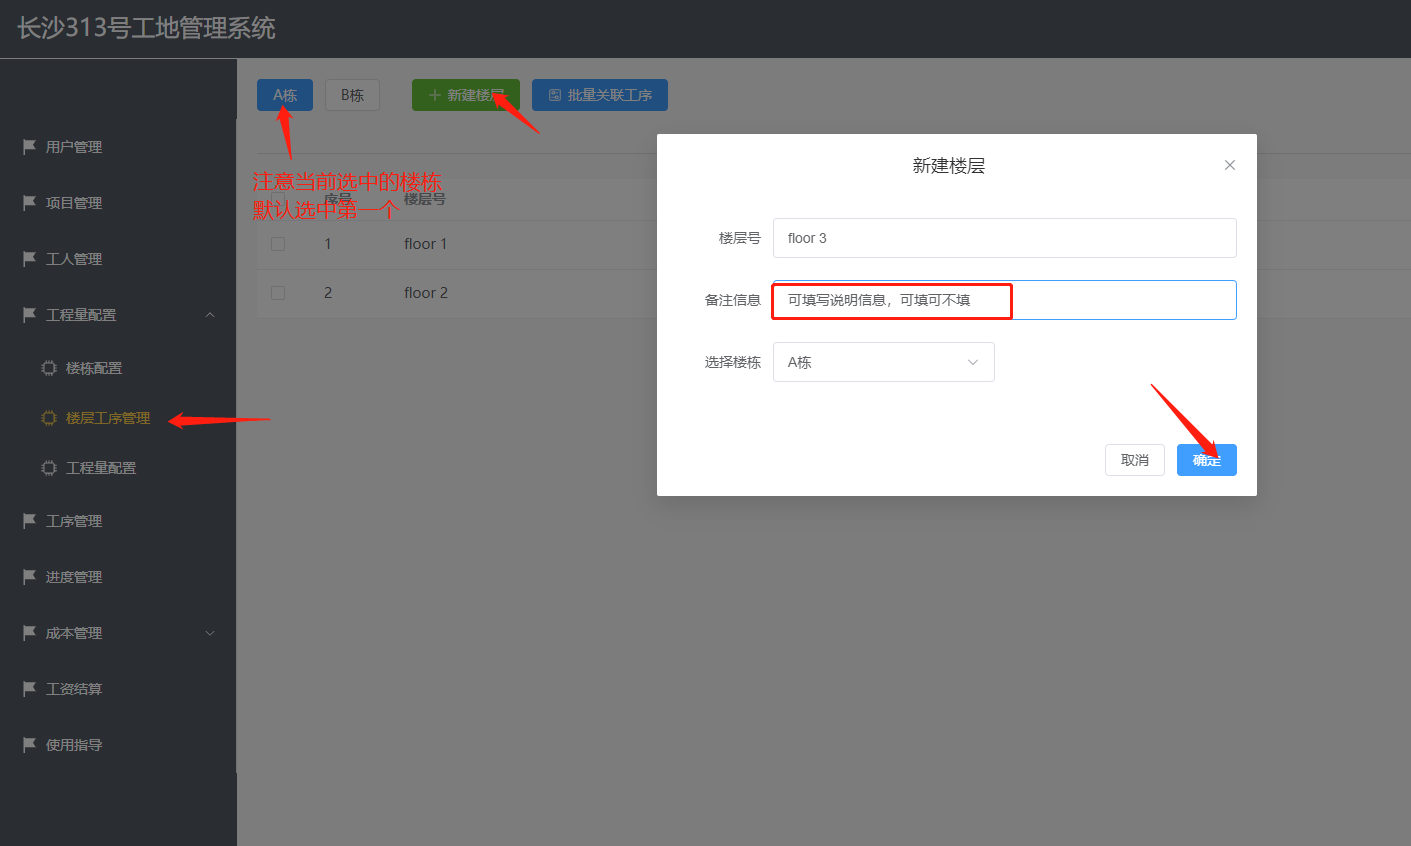 长沙313号工地管理系统
A栋
B栋
新建楼层
批量关联工序
注意当前选中的楼栋
默认选中第一个
序号
楼层号
1
floor 1
2
floor 2
用户管理
项目管理
工人管理
工程量配置
楼栋配置
楼层工序管理
工程量配置
工序管理
进度管理
成本管理
工资结算
使用指导
新建楼层
楼层号
floor 3
备注信息
可填写说明信息，可填可不填
选择楼栋
A栋
取消
确定